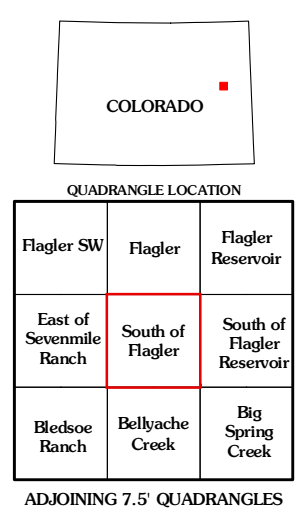 COLORADO
QUADRANGLE LOCATION
Flagler SW
Flagler
Flagler
Reservoir
East of
Sevenmile
Ranch
South of
Flagler
South of
Flagler
Reservoir
Bledsoe
Ranch
Bellyache
Creek
Big
Spring
Creek
ADJOINING 7.5' QUADRANGLES